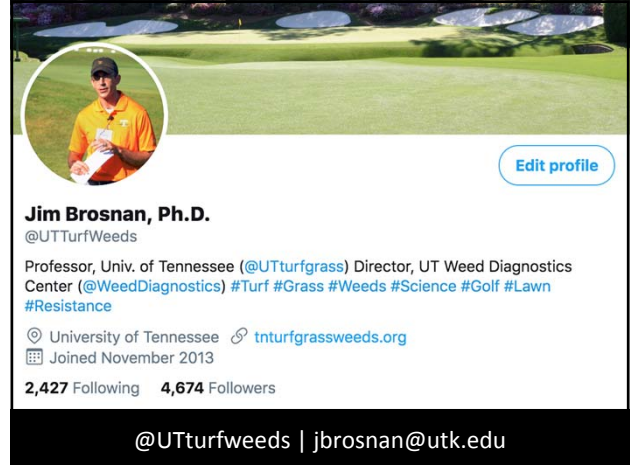 Edit profile
Jim Brosnan, Ph.D.
@UTTurfWeeds
Professor, Univ. of Tennessee (@UTturfgrass) Director, UT Weed Diagnostics
Center (@WeedDiagnostics) #Turf #Grass #Weeds #Science #Golf #Lawn
#Resistance
University of Tennessee tnturfgrassweeds.org
Joined November 2013
2,427 Following 4,674 Followers
@UTturfweeds | jbrosnan@utk.edu